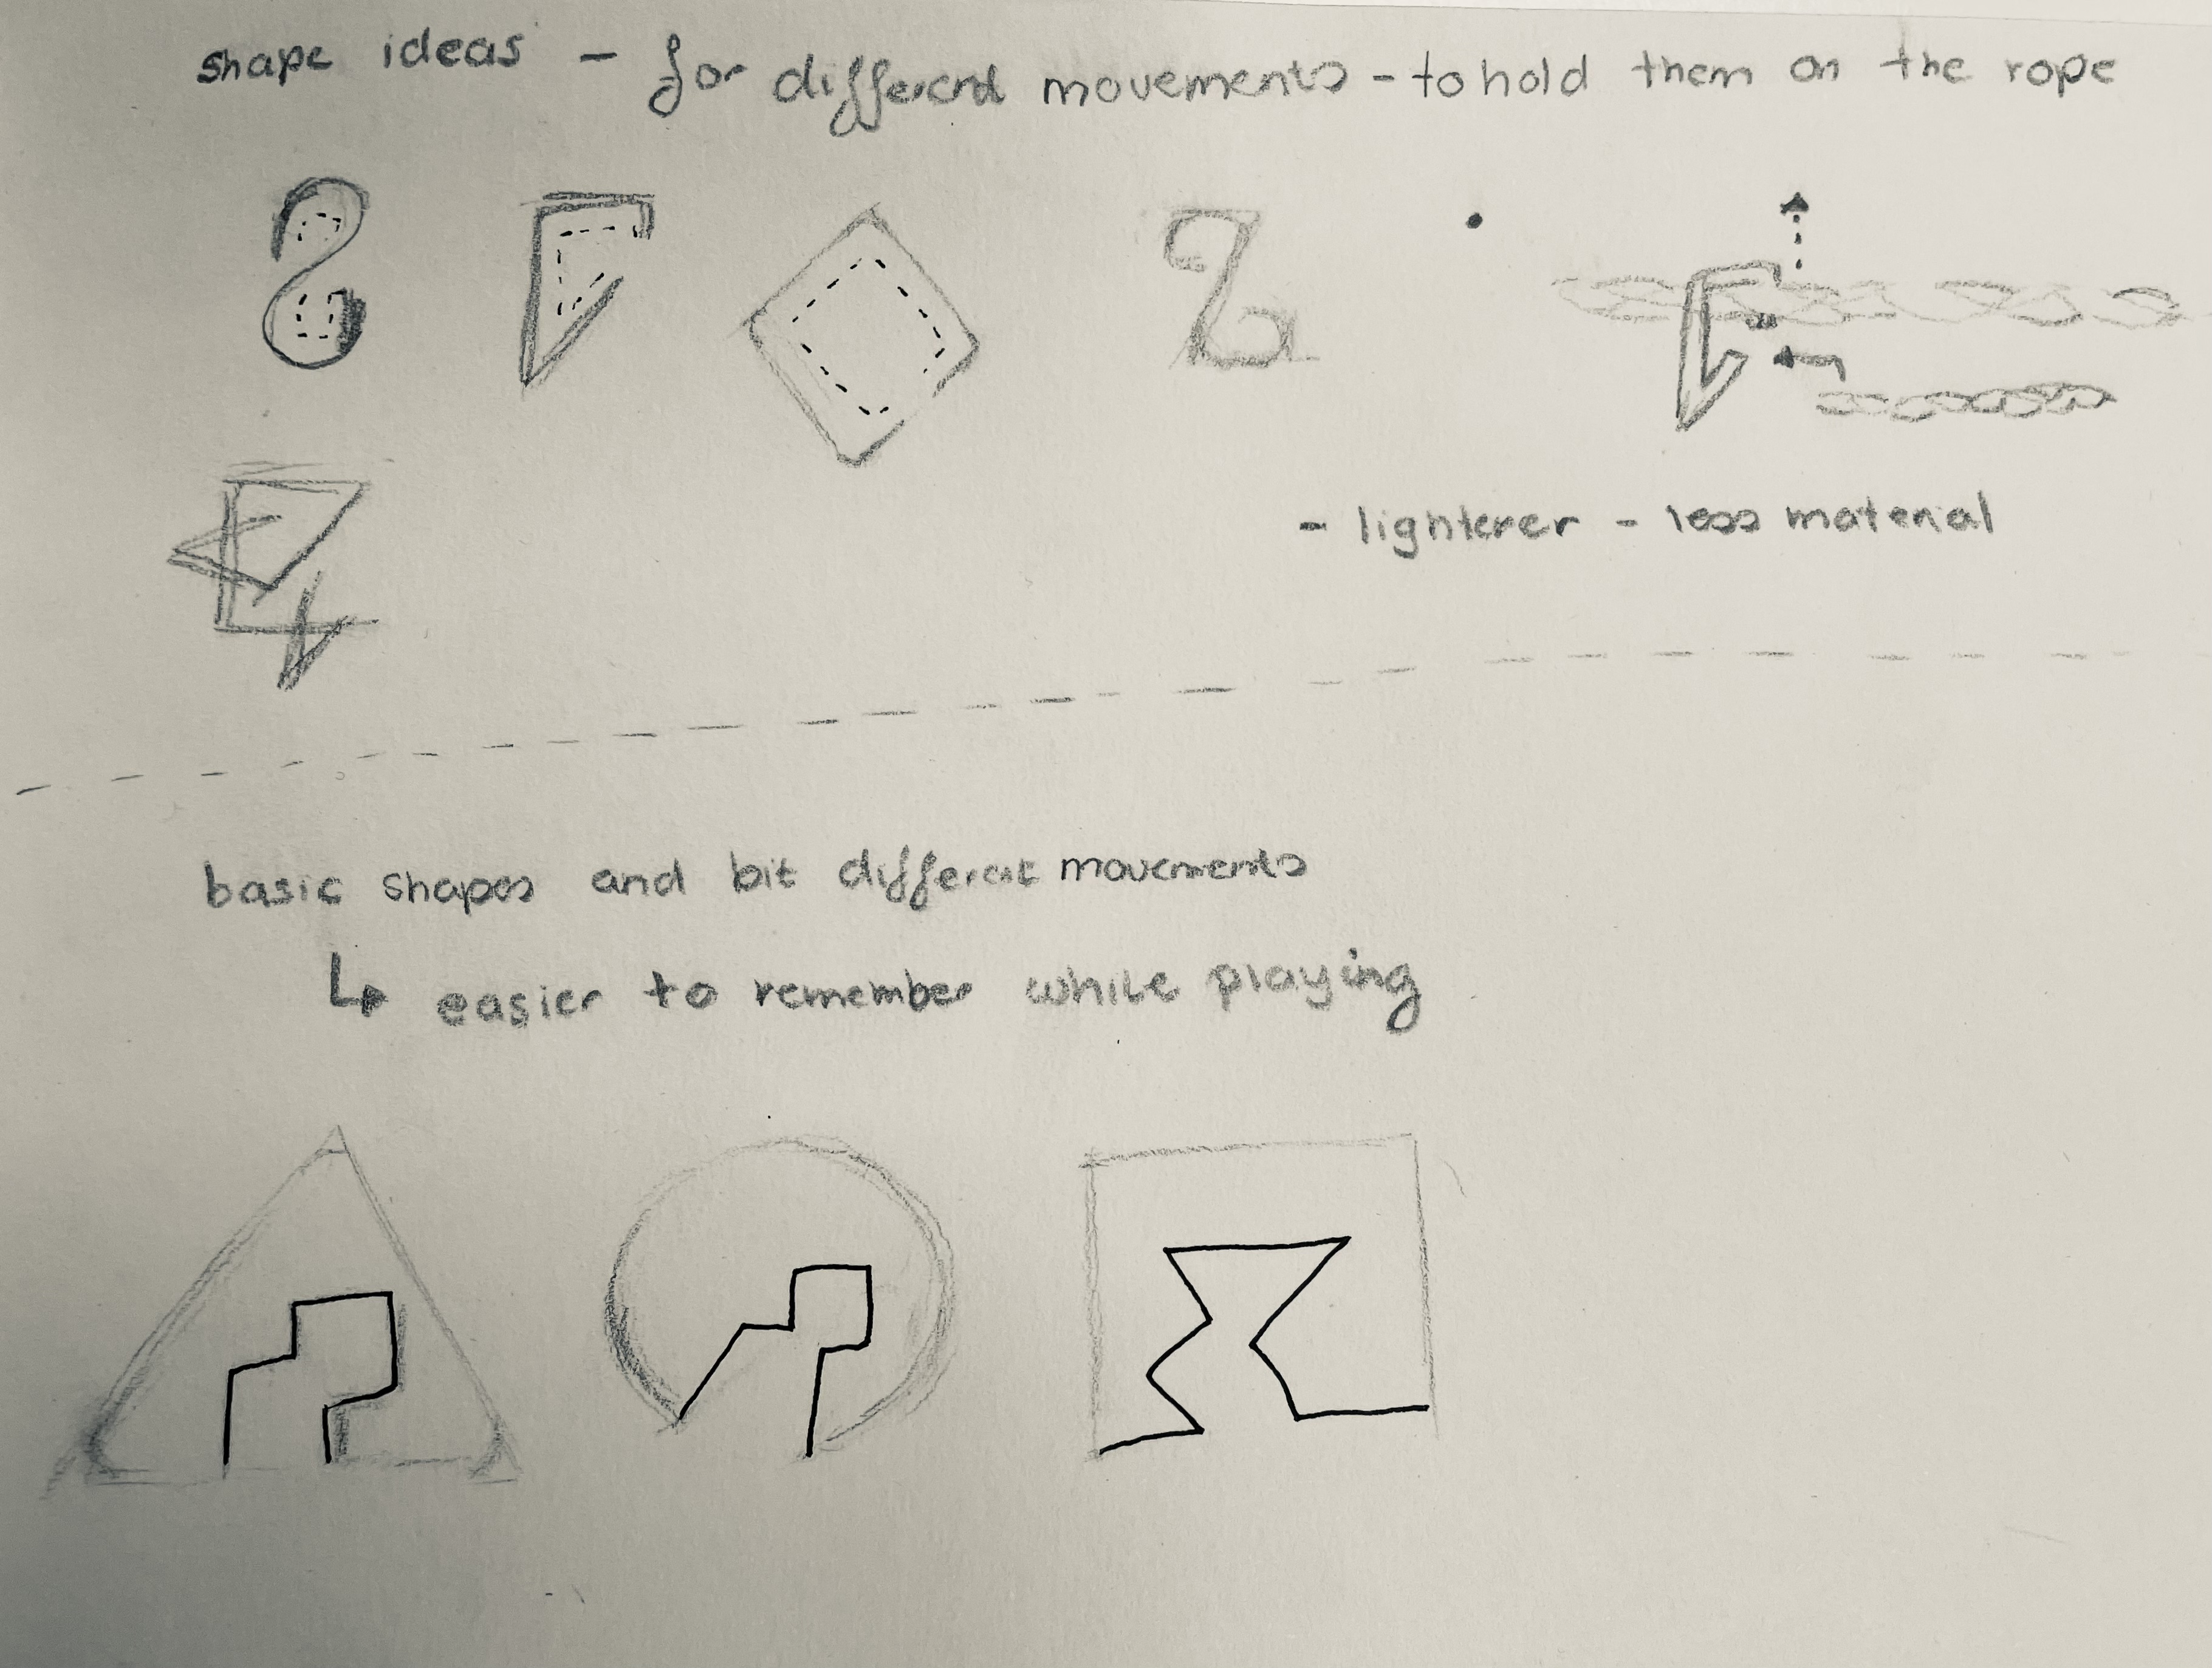 shape ideas - for different movements - to hold them on the rope
- lighterer - less material
basic shapes and bit different movements
↳ easier to remember while playing